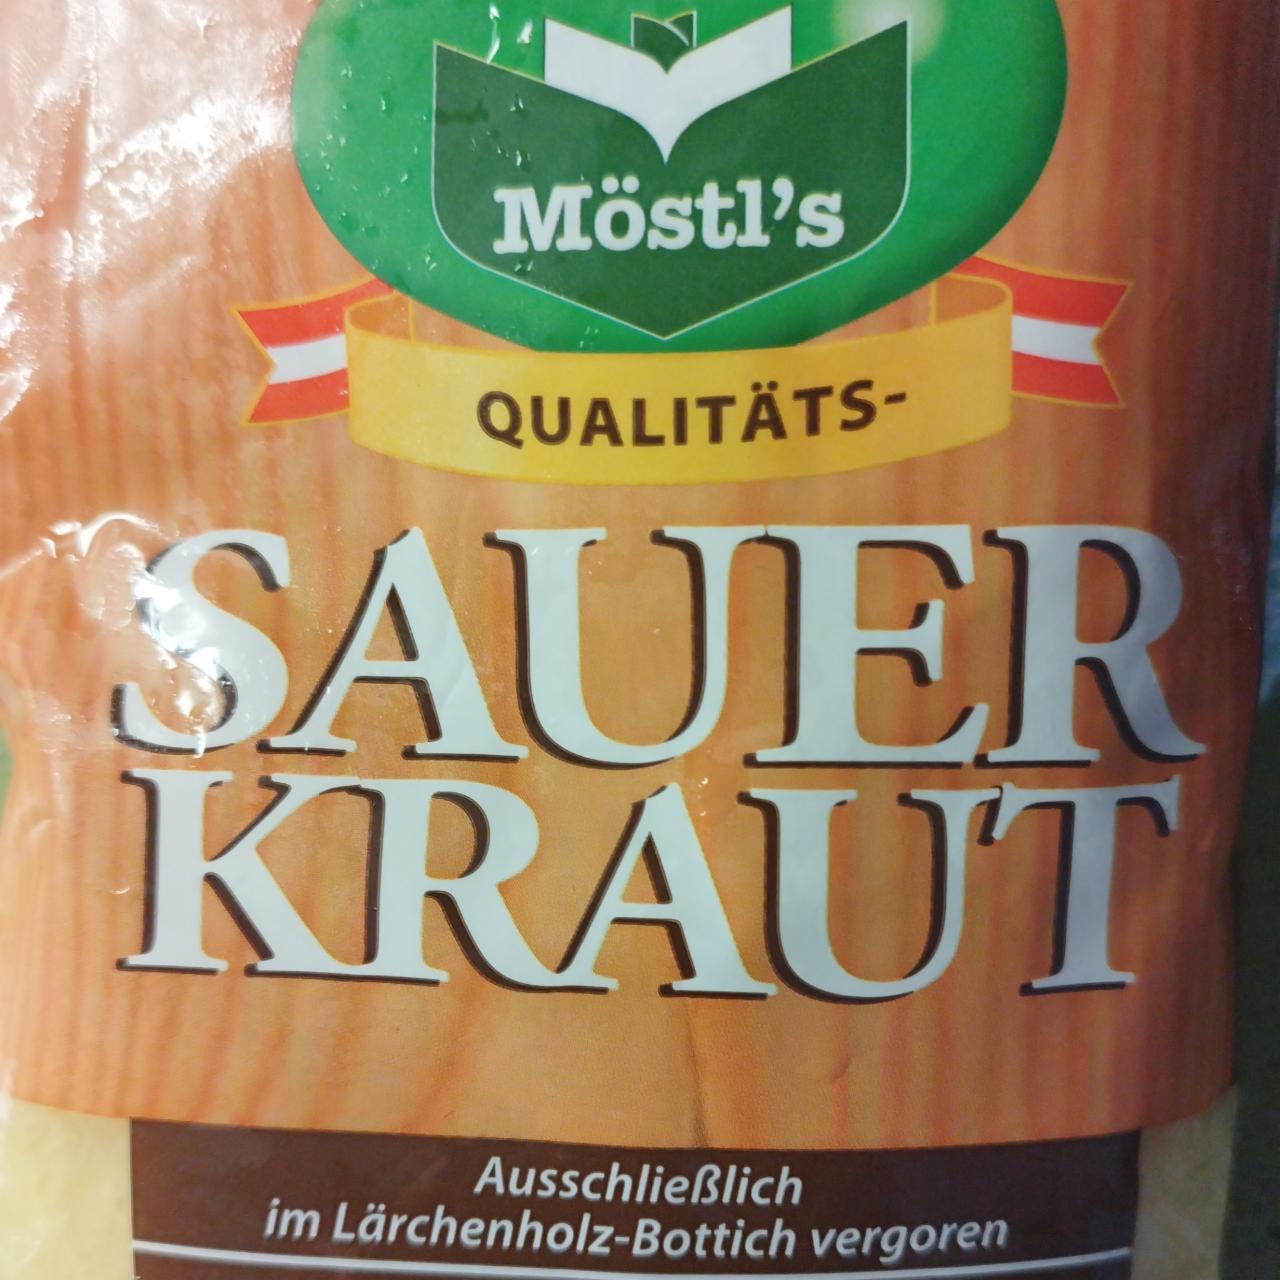 Möstl's
QUALITÄTS-
SAUER
KRAUT
Ausschließlich
im Lärchenholz-Bottich vergoren